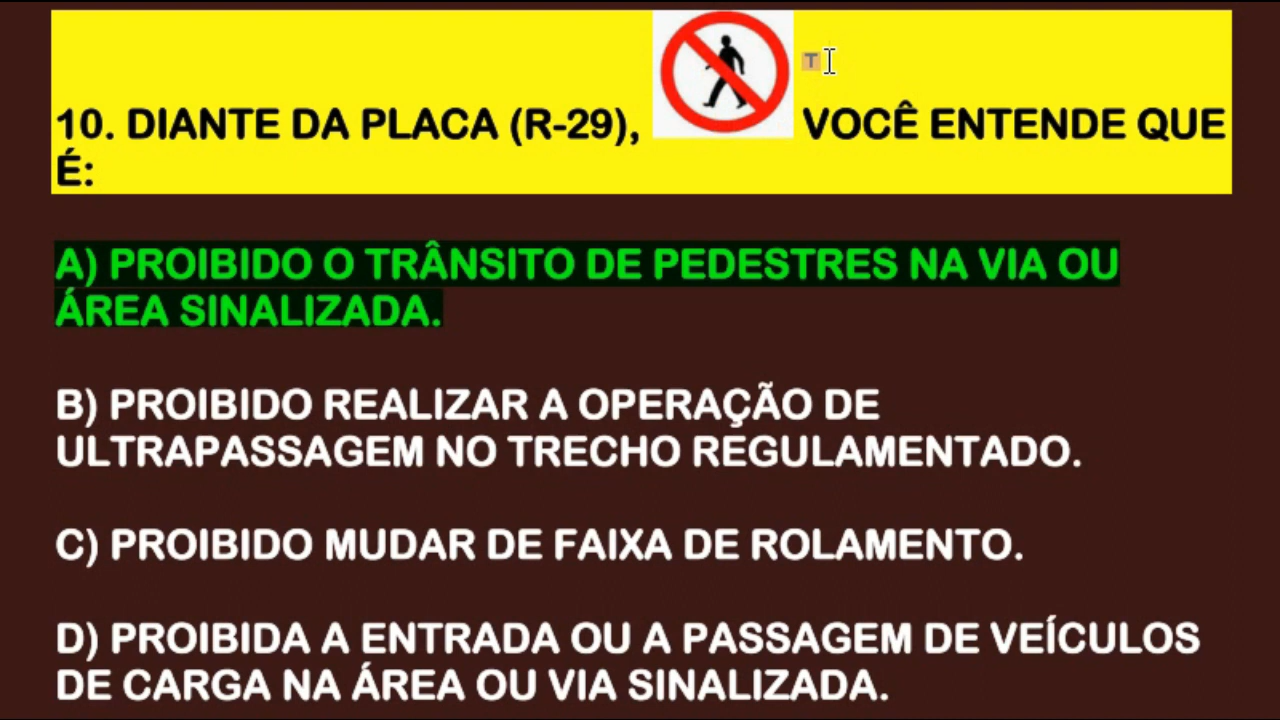 10. DIANTE DA PLACA (R-29), VOCÊ ENTENDE QUE
É:
A) PROIBIDO O TRÂNSITO DE PEDESTRES NA VIA OU
ÁREA SINALIZADA.
B) PROIBIDO REALIZAR A OPERAÇÃO DE
ULTRAPASSAGEM NO TRECHO REGULAMENTADO.
C) PROIBIDO MUDAR DE FAIXA DE ROLAMENTO.
D) PROIBIDA A ENTRADA OU A PASSAGEM DE VEÍCULOS
DE CARGA NA ÁREA OU VIA SINALIZADA.